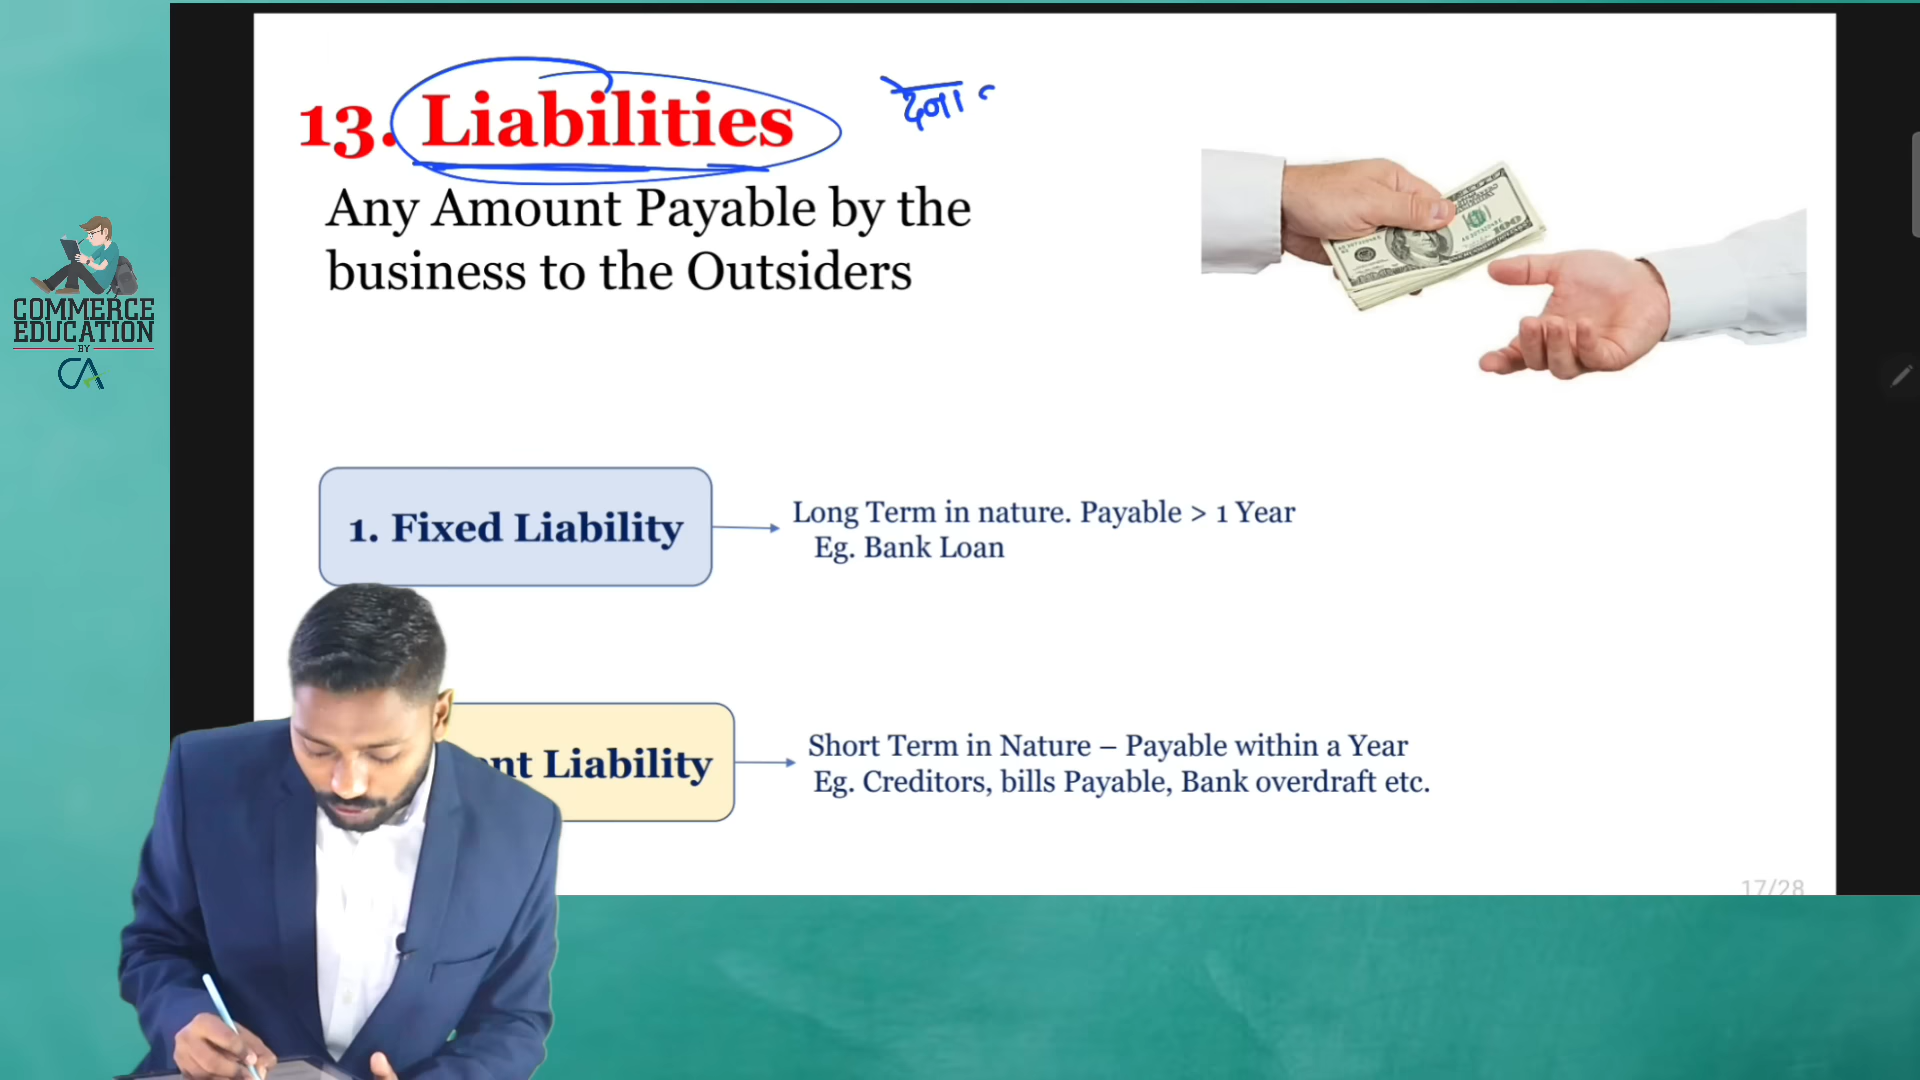 13. Liabilities
देना
Any Amount Payable by the
business to the Outsiders
COMMERCE
EDUCATION
BY
CA
1. Fixed Liability
Long Term in nature. Payable > 1 Year
Eg. Bank Loan
nt Liability
Short Term in Nature – Payable within a Year
Eg. Creditors, bills Payable, Bank overdraft etc.
17/28